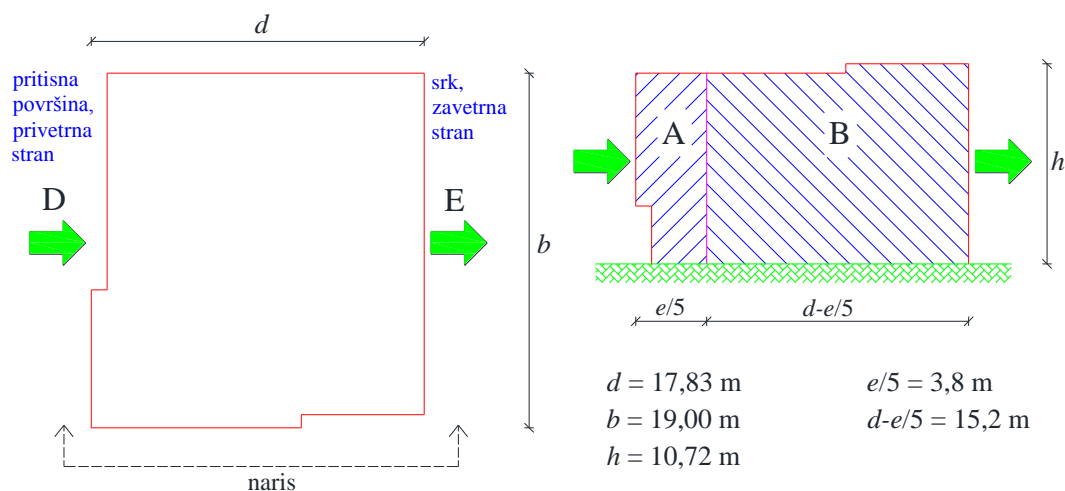 d
pritisna
površina,
privetrna
stran
srk,
zavetrna
stran
D
E
b
naris
A
B
h
e/5
d-e/5
d = 17,83 m
b = 19,00 m
h = 10,72 m
e/5 = 3,8 m
d-e/5 = 15,2 m